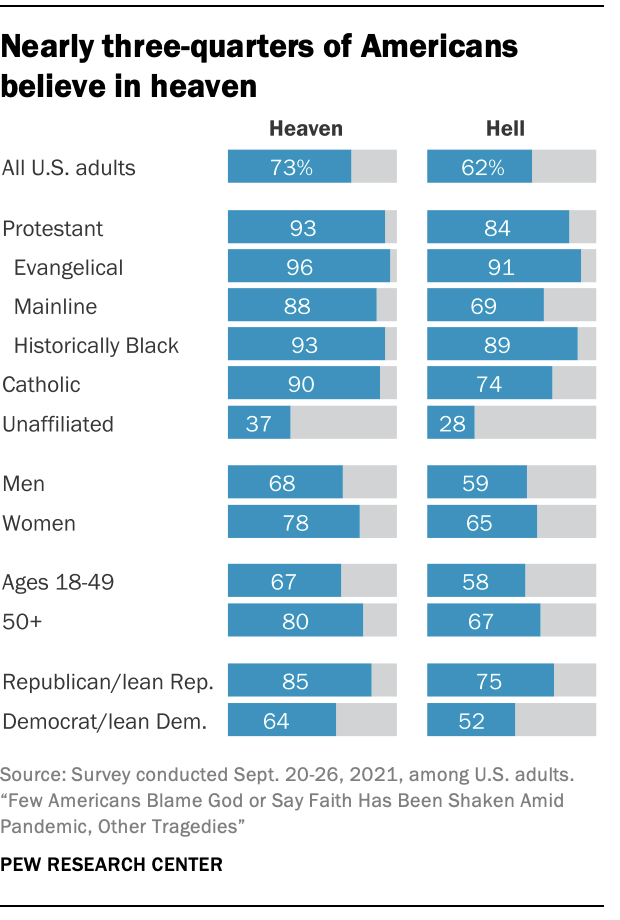 Nearly three-quarters of Americans
believe in heaven
Heaven Hell
All U.S. adults 73% 62%
Protestant 93 84
Evangelical 96 91
Mainline 88 69
Historically Black 93 89
Catholic 90 74
Unaffiliated 37 28
Men 68 59
Women 78 65
Ages 18-49 67 58
50+ 80 67
Republican/lean Rep. 85 75
Democrat/lean Dem. 64 52
Source: Survey conducted Sept. 20-26, 2021, among U.S. adults.
“Few Americans Blame God or Say Faith Has Been Shaken Amid
Pandemic, Other Tragedies”
PEW RESEARCH CENTER